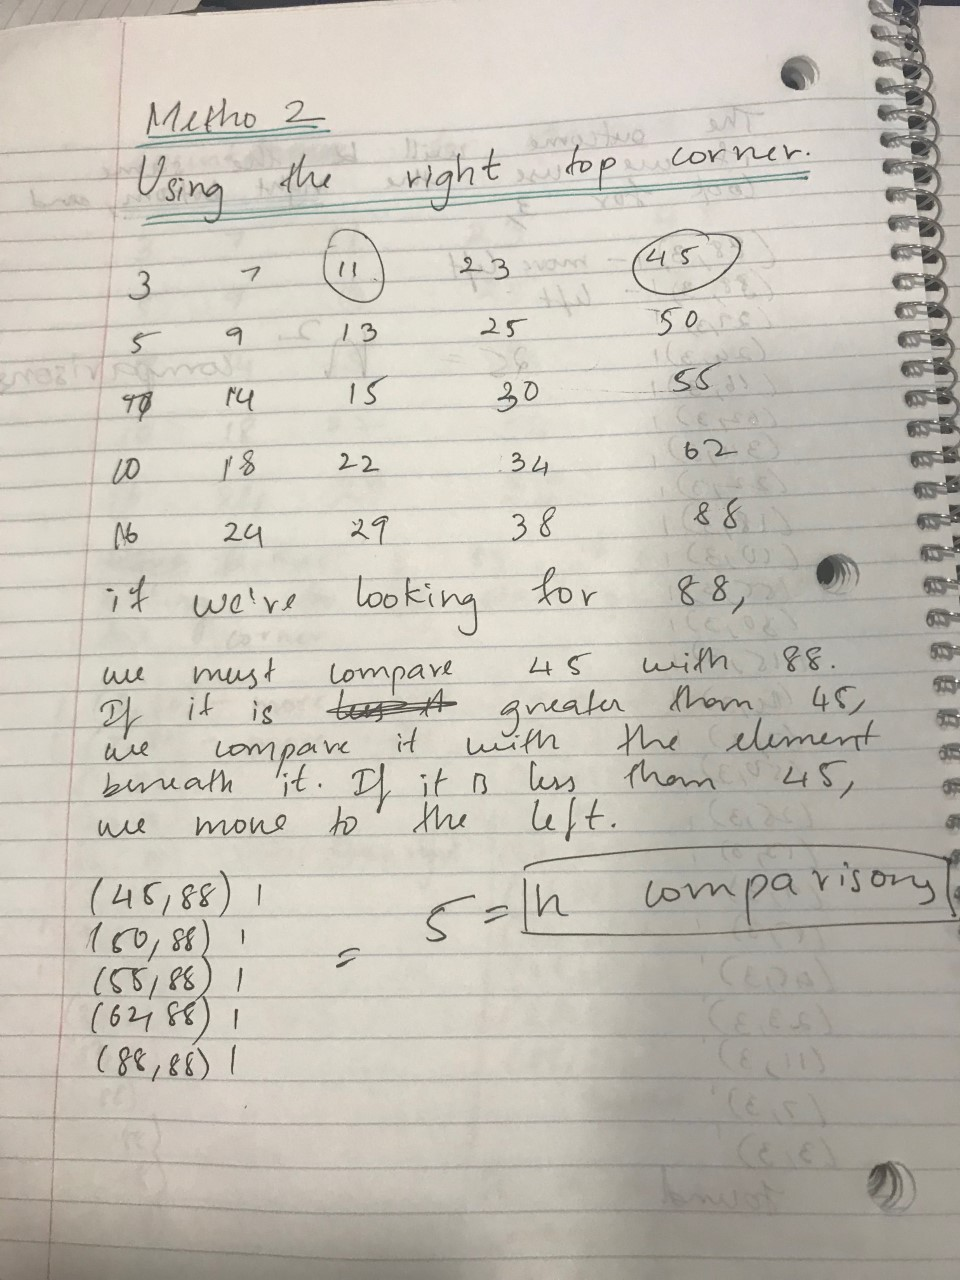 Metho 2
Using the right top corner.
3 7 11 23 45
5 9 13 25 50
14 15 30 55
10 18 22 34 62
16 24 29 38 88
if we're looking for 88,
we must compare 45 with 88.
If it is greater than 45,
we compare it with the element
beneath it. If it is less than 45,
we move to the left.
(45,88) 1
(50,88) 1
(55,88) 1 = 5 = n comparisons
(62,88) 1
(88,88) 1